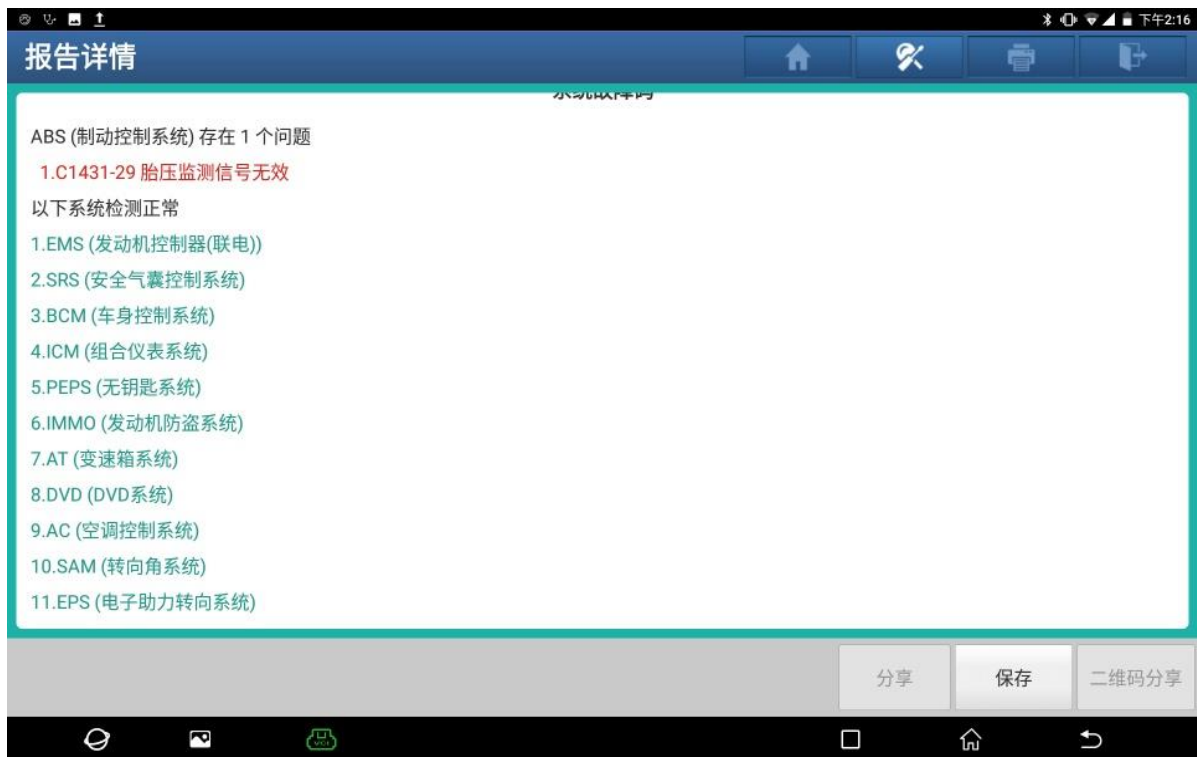 下午2:16
报告详情
系统故障码
ABS (制动控制系统) 存在 1 个问题
1.C1431-29 胎压监测信号无效
以下系统检测正常
1.EMS (发动机控制器(联电))
2.SRS (安全气囊控制系统)
3.BCM (车身控制系统)
4.ICM (组合仪表系统)
5.PEPS (无钥匙系统)
6.IMMO (发动机防盗系统)
7.AT (变速箱系统)
8.DVD (DVD系统)
9.AC (空调控制系统)
10.SAM (转向角系统)
11.EPS (电子助力转向系统)
分享
保存
二维码分享
VCI